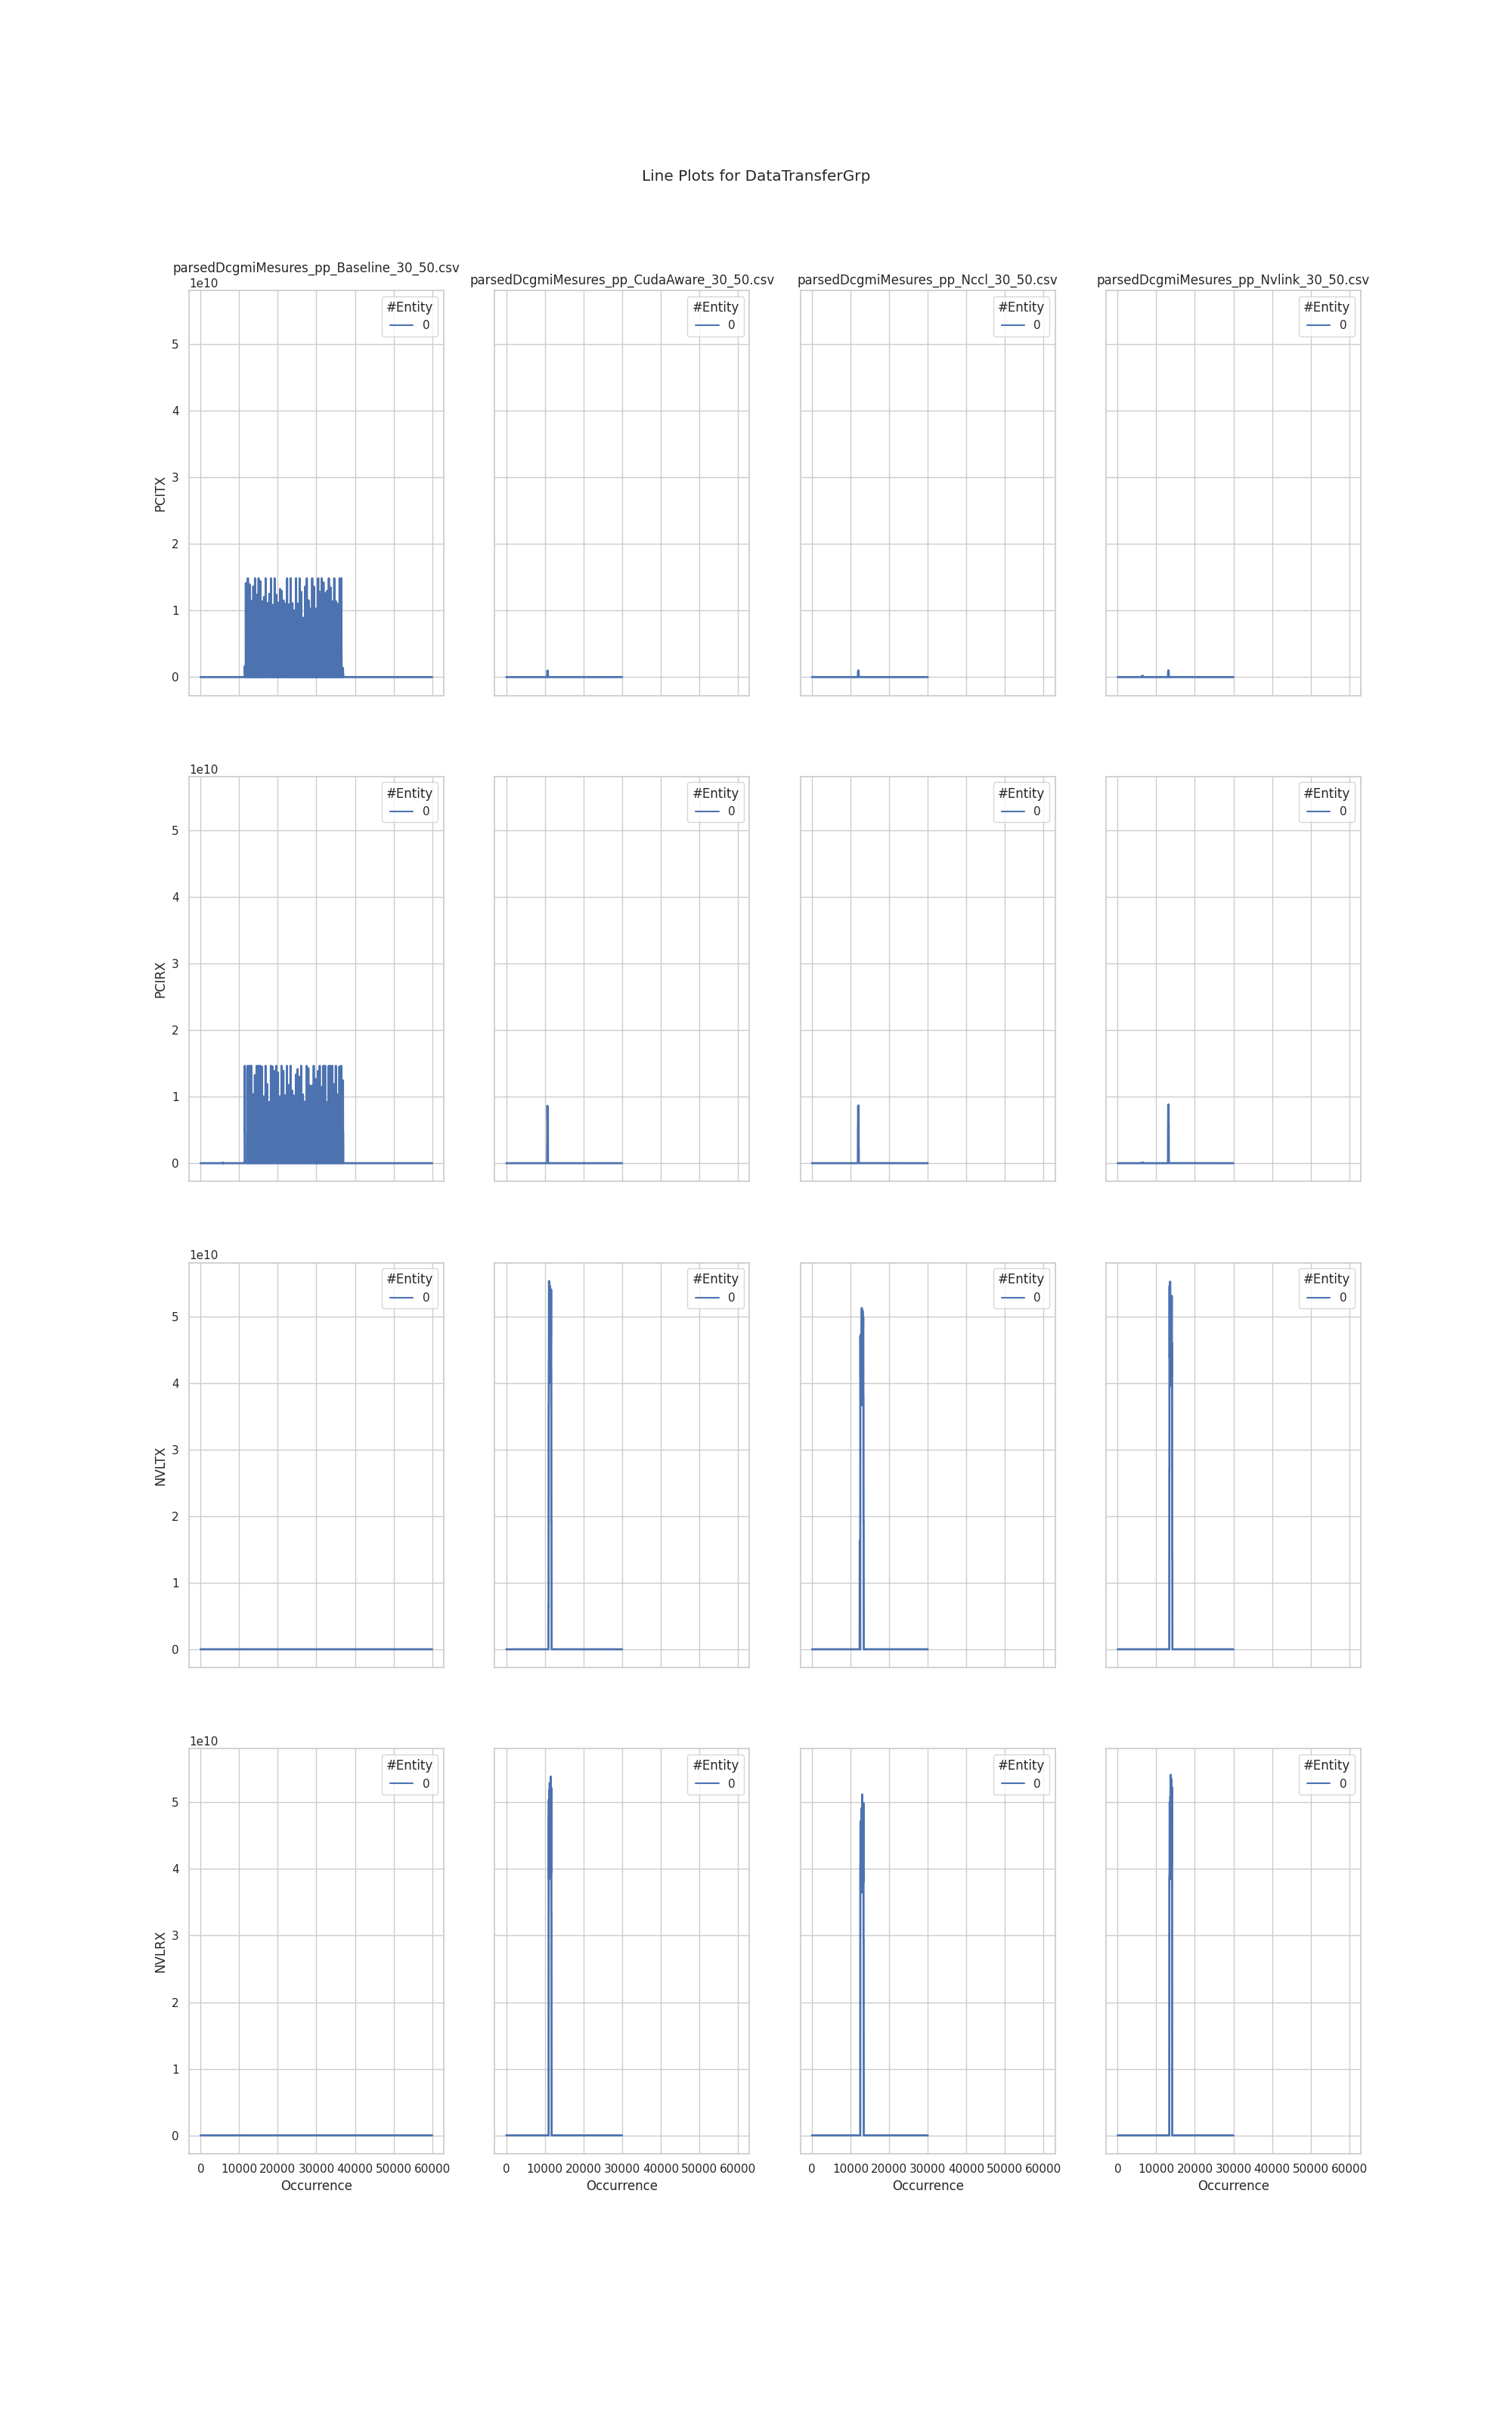 Line Plots for DataTransferGrp
parsedDcgmiMesures_pp_Baseline_30_50.csv
parsedDcgmiMesures_pp_CudaAware_30_50.csv
parsedDcgmiMesures_pp_Nccl_30_50.csv
parsedDcgmiMesures_pp_Nvlink_30_50.csv
1e10
#Entity
0
#Entity
0
#Entity
0
#Entity
0
5
4
3
2
1
0
PCITX
1e10
#Entity
0
#Entity
0
#Entity
0
#Entity
0
5
4
3
2
1
0
PCIRX
1e10
#Entity
0
#Entity
0
#Entity
0
#Entity
0
5
4
3
2
1
0
NVLTX
1e10
#Entity
0
#Entity
0
#Entity
0
#Entity
0
5
4
3
2
1
0
NVLRX
0 10000 20000 30000 40000 50000 60000
Occurrence
0 10000 20000 30000 40000 50000 60000
Occurrence
0 10000 20000 30000 40000 50000 60000
Occurrence
0 10000 20000 30000 40000 50000 60000
Occurrence